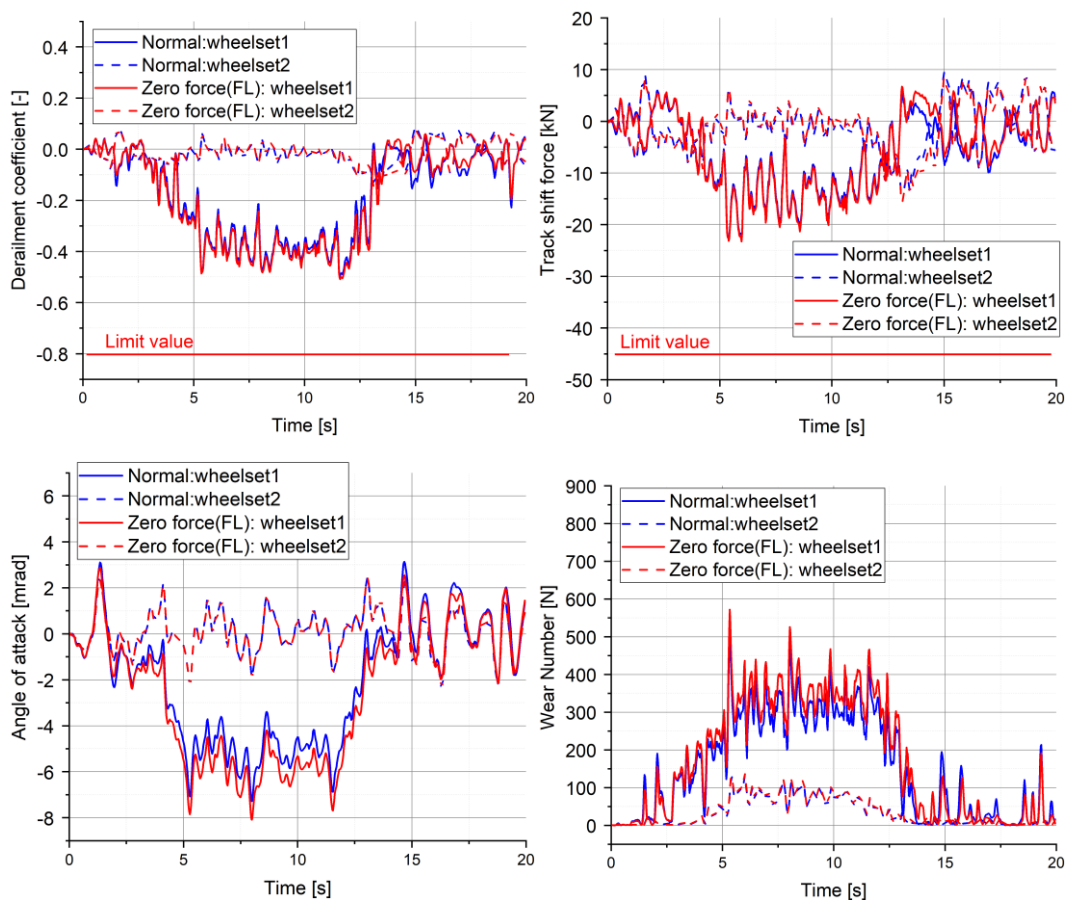 Derailment coefficient [-]
0.4
0.2
0.0
-0.2
-0.4
-0.6
-0.8
Normal:wheelset1
Normal:wheelset2
Zero force(FL): wheelset1
Zero force(FL): wheelset2
Limit value
0
5
10
15
20
Time [s]
Track shift force [kN]
20
10
0
-10
-20
-30
-40
-50
Normal:wheelset1
Normal:wheelset2
Zero force(FL): wheelset1
Zero force(FL): wheelset2
Limit value
0
5
10
15
20
Time [s]
Angle of attack [mrad]
6
4
2
0
-2
-4
-6
-8
Normal:wheelset1
Normal:wheelset2
Zero force(FL): wheelset1
Zero force(FL): wheelset2
0
5
10
15
20
Time [s]
Wear Number [N]
900
800
700
600
500
400
300
200
100
0
Normal:wheelset1
Normal:wheelset2
Zero force(FL): wheelset1
Zero force(FL): wheelset2
0
5
10
15
20
Time [s]